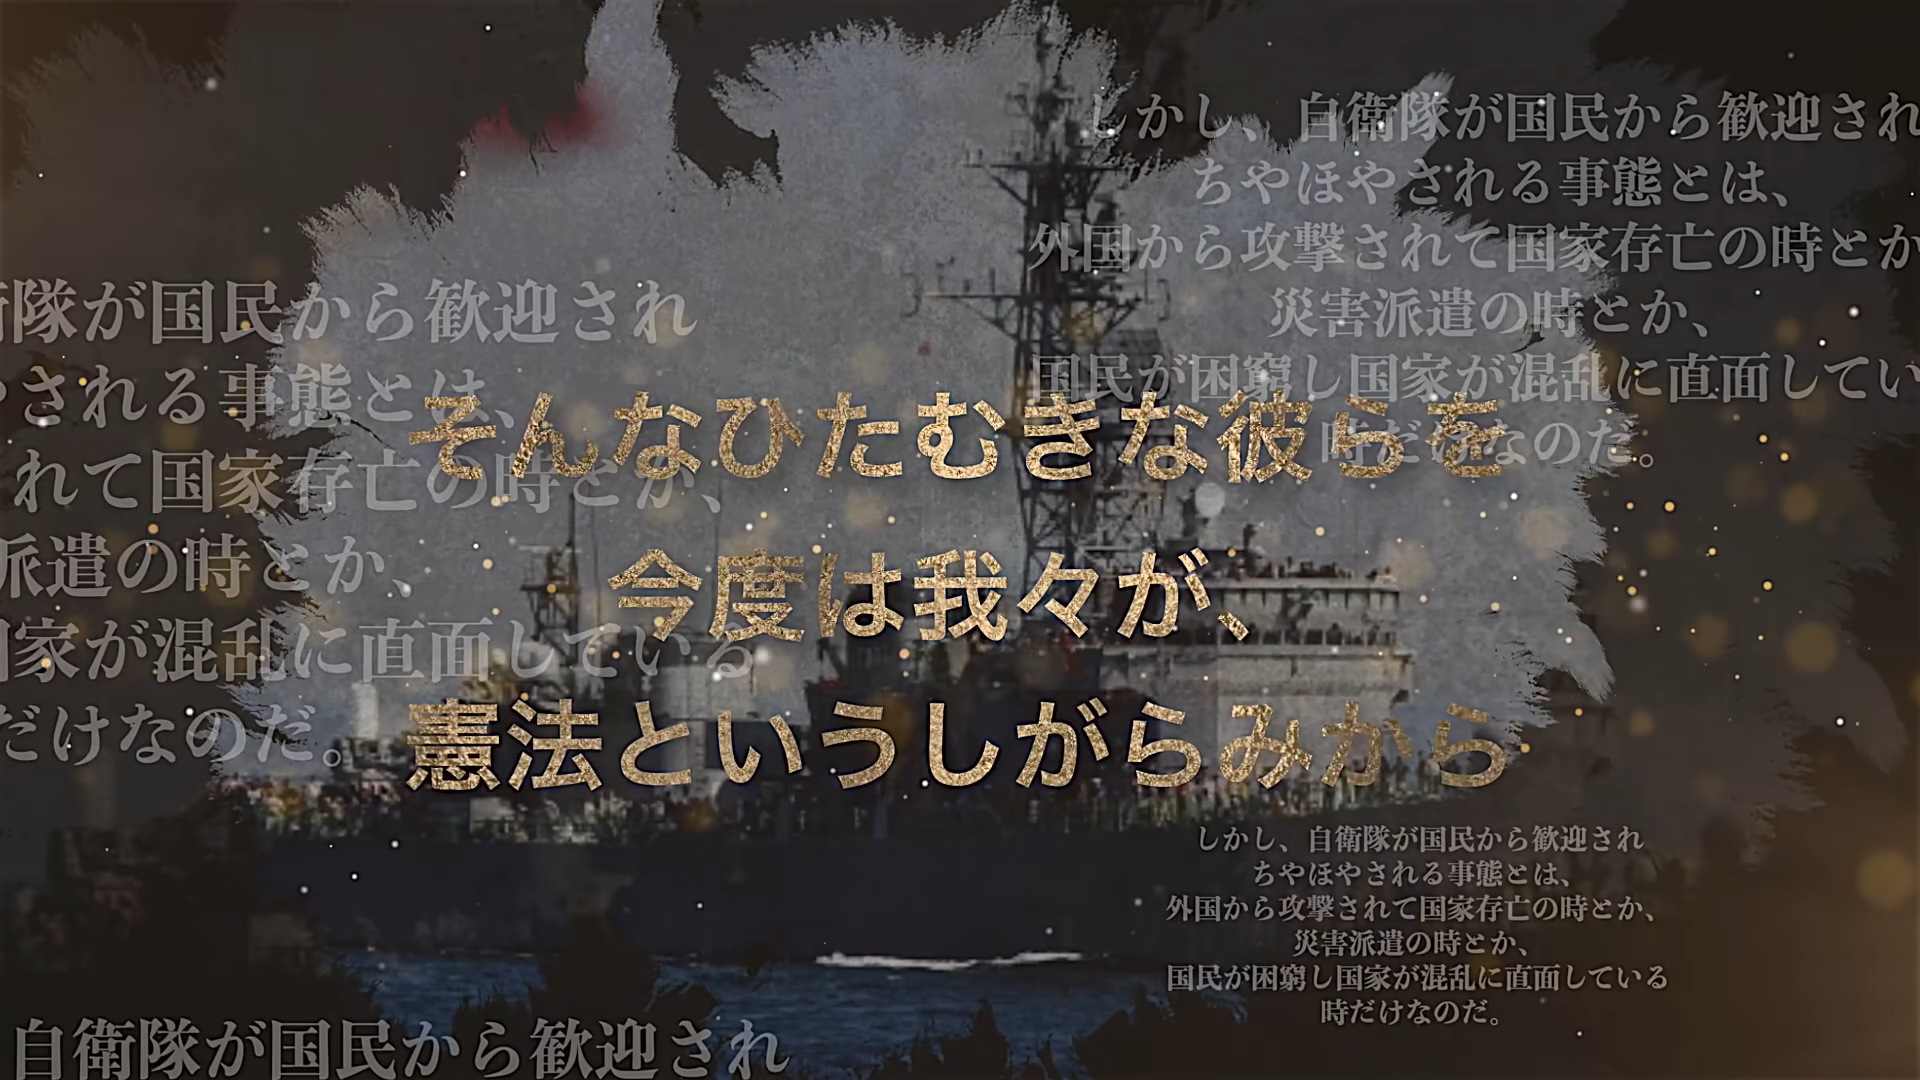 しかし、自衛隊が国民から歓迎され
ちやほやされる事態とは、
外国から攻撃されて国家存亡の時とか
災害派遣の時とか、
国民が困窮し国家が混乱に直面してい
時だけなのだ。
衛隊が国民から歓迎され
やされる事態とは、
れて国家存亡の時とか、
派遣の時とか、
国家が混乱に直面している
だけなのだ。
そんなひたむきな彼らを
今度は我々が、
憲法というしがらみから
しかし、自衛隊が国民から歓迎され
ちやほやされる事態とは、
外国から攻撃されて国家存亡の時とか、
災害派遣の時とか、
国民が困窮し国家が混乱に直面している
時だけなのだ。
自衛隊が国民から歓迎され